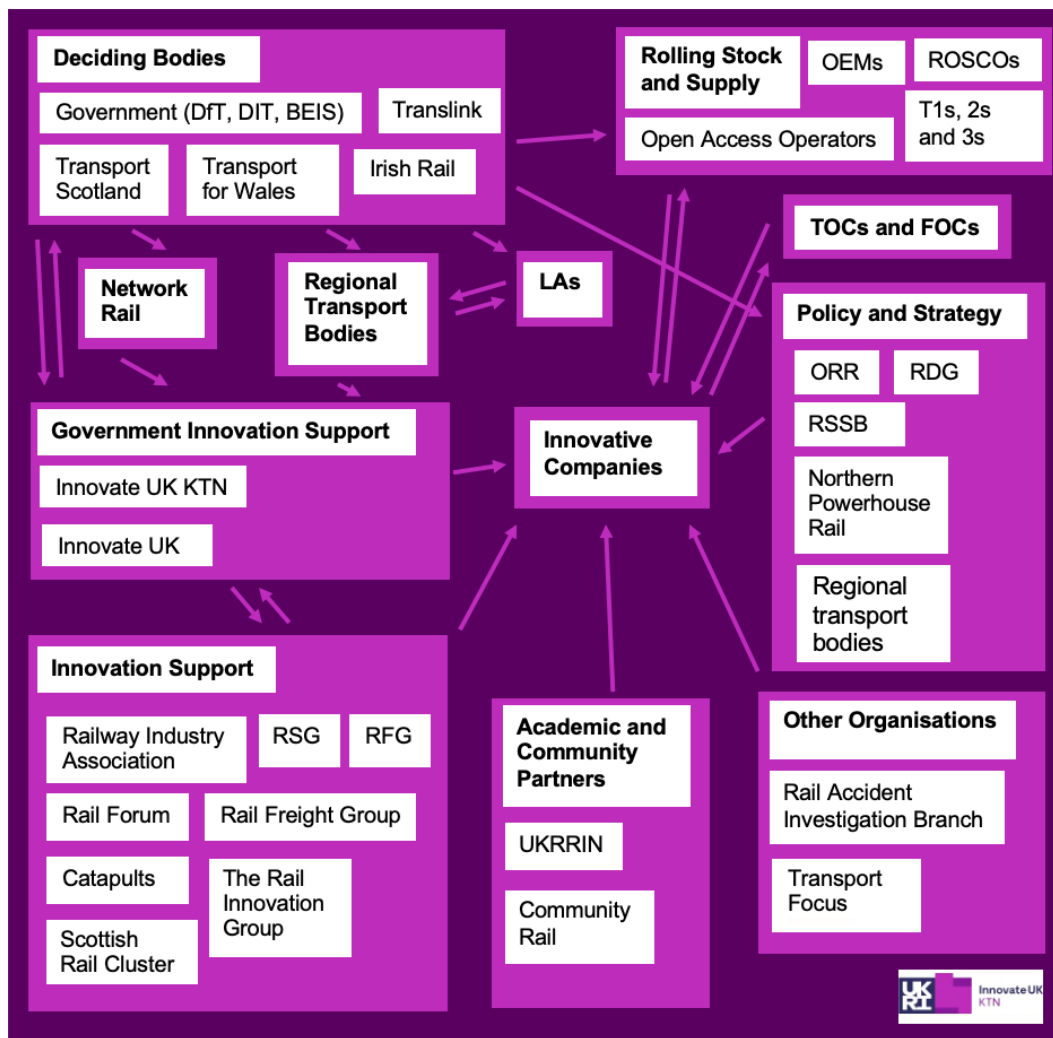 Deciding Bodies
Government (DfT, DIT, BEIS)
Translink
Transport
Scotland
Transport
for Wales
Irish Rail
Rolling Stock
and Supply
OEMs
ROSCOs
Open Access Operators
T1s, 2s
and 3s
TOCs and FOCs
Network
Rail
Regional
Transport
Bodies
LAs
Policy and Strategy
ORR
RDG
RSSB
Northern
Powerhouse
Rail
Regional
transport
bodies
Government Innovation Support
Innovate UK KTN
Innovate UK
Innovative
Companies
Innovation Support
Railway Industry
Association
RSG
RFG
Rail Forum
Rail Freight Group
Catapults
The Rail
Innovation
Group
Scottish
Rail Cluster
Academic and
Community
Partners
UKRRIN
Community
Rail
Other Organisations
Rail Accident
Investigation Branch
Transport
Focus
UK
RI
Innovate UK
KTN